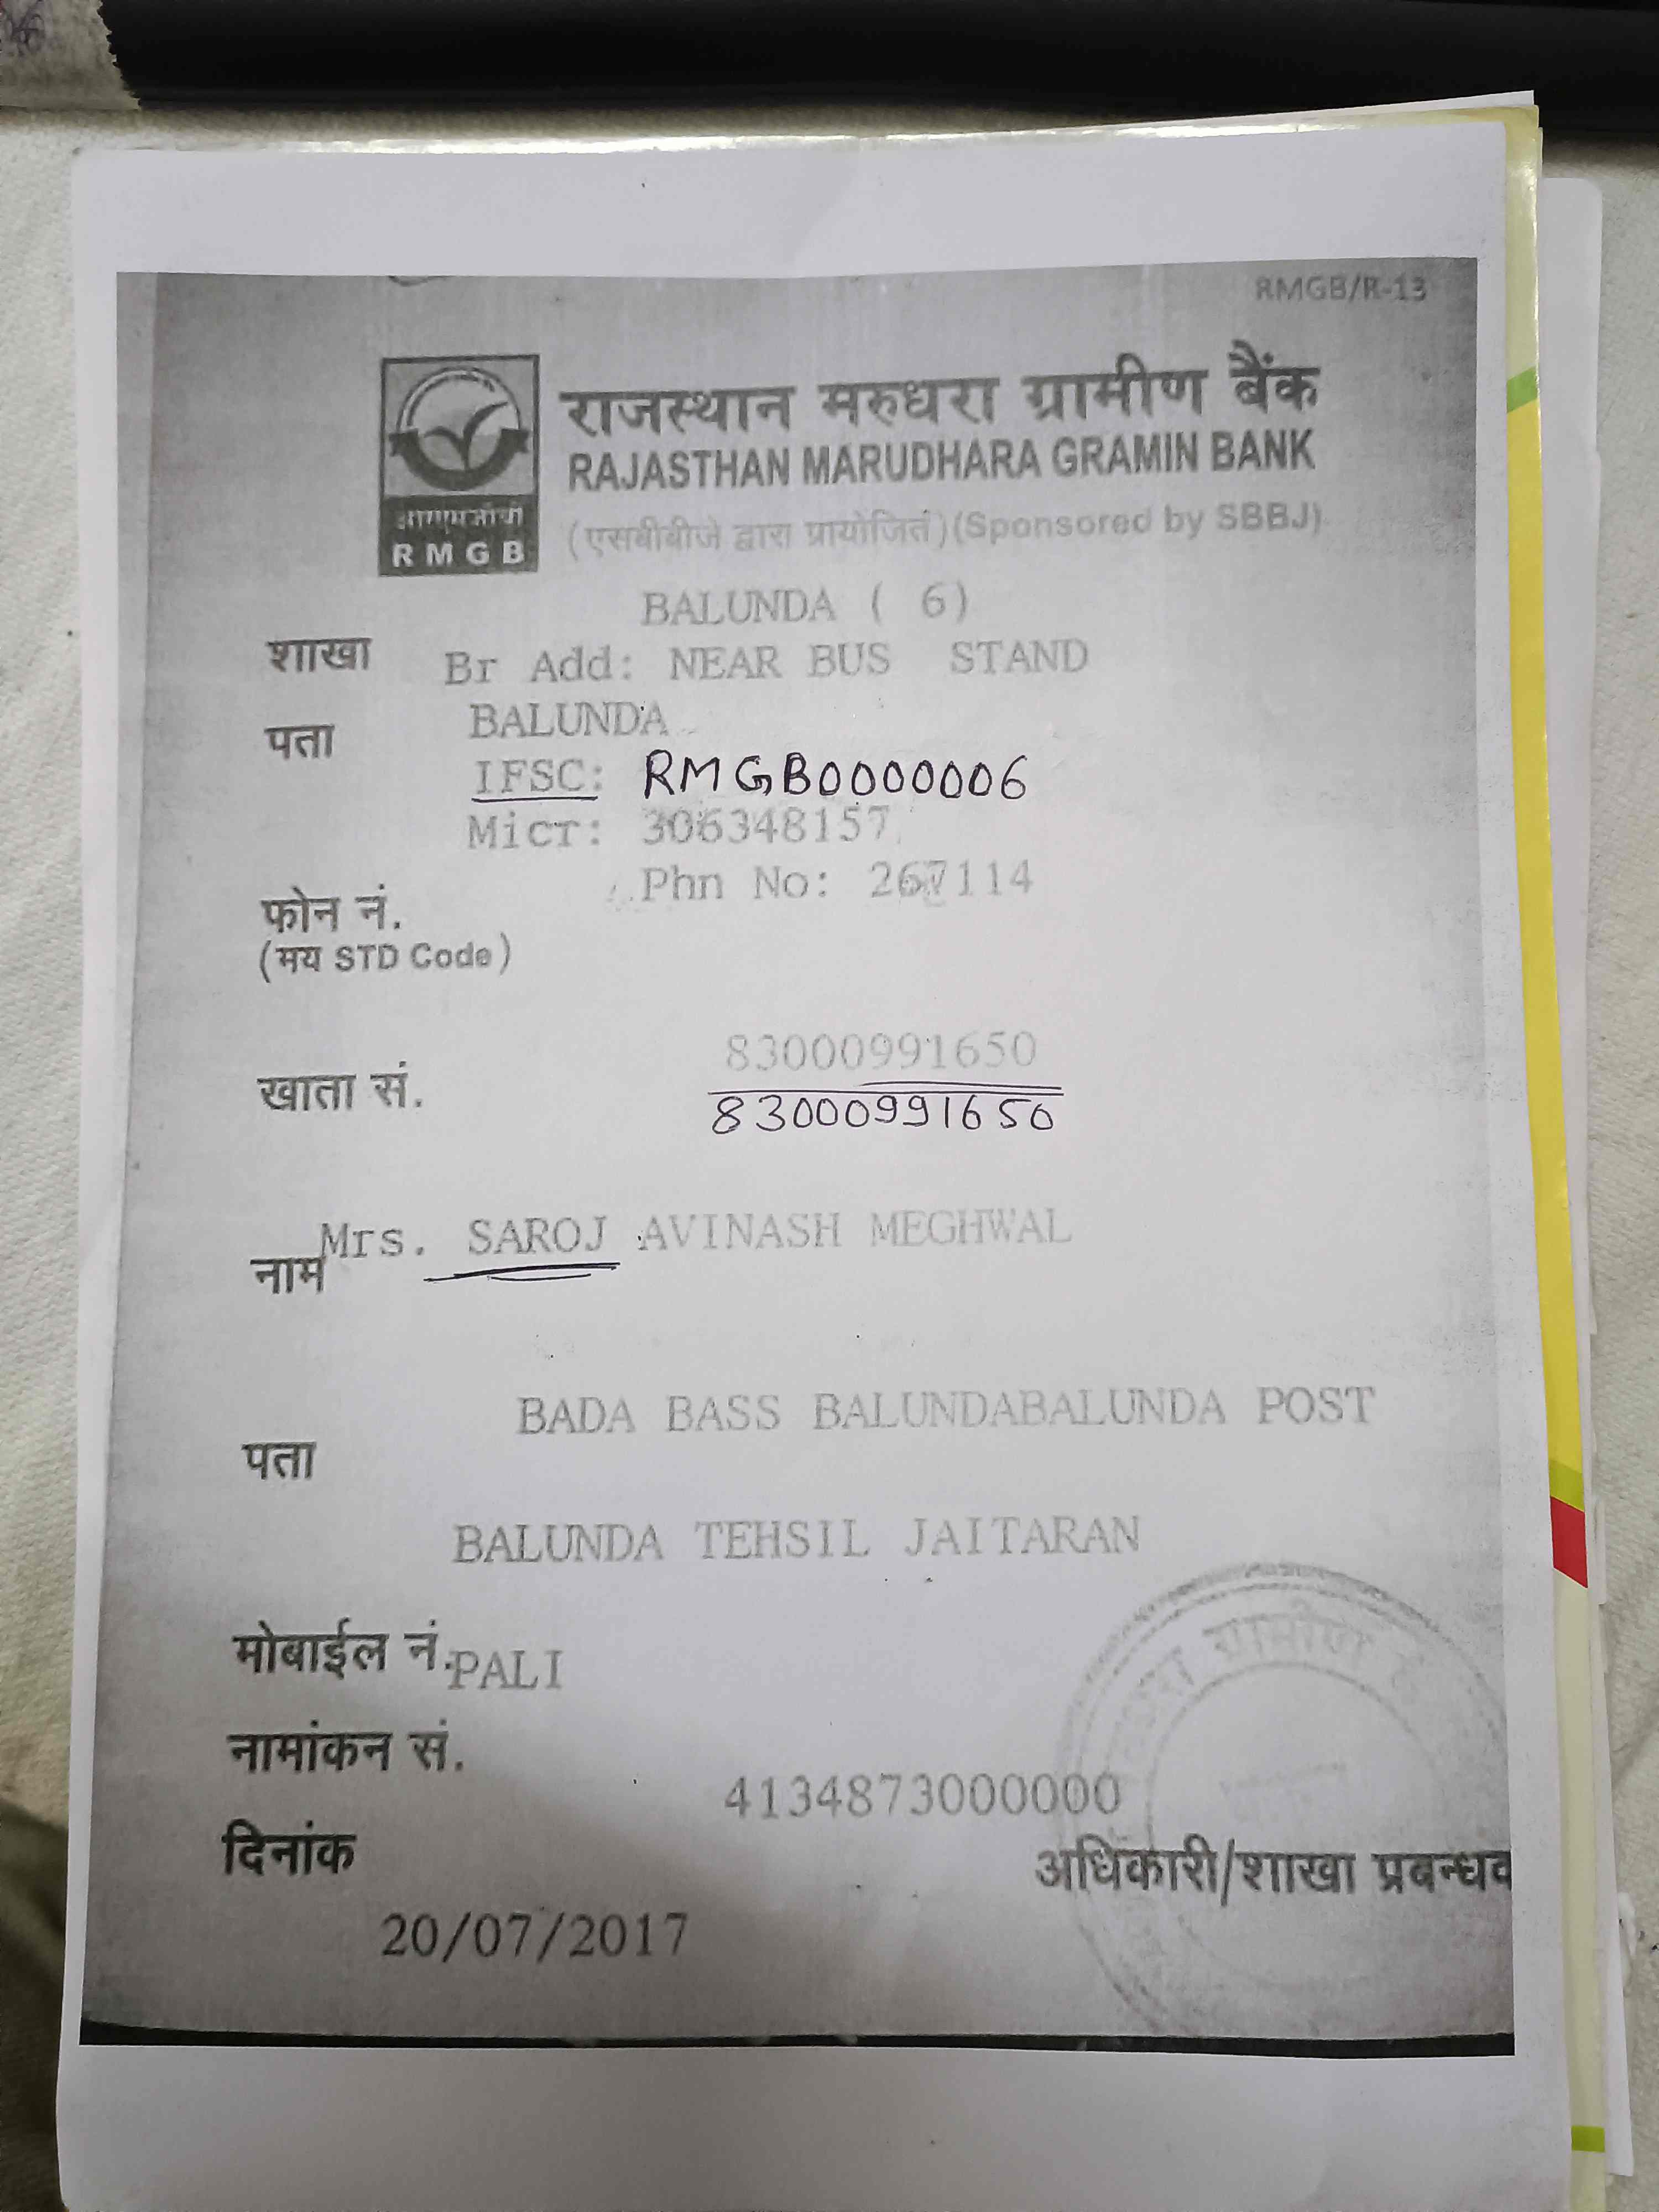 RMGB/R-13
राजस्थान मरुधरा ग्रामीण बैंक
RAJASTHAN MARUDHARA GRAMIN BANK
(एसबीबीजे द्वारा प्रायोजित) (Sponsored by SBBJ)
आरएमजीबी
RMGB
BALUNDA ( 6)
शाखा Br Add: NEAR BUS STAND
पता BALUNDA
IFSC: RMGB0000006
Micr: 306348157
Phn No: 267114
फोन नं.
(मय STD Code)
83000991650
खाता सं.
83000991650
Mrs. SAROJ AVINASH MEGHWAL
नाम
BADA BASS BALUNDABALUNDA POST
पता
BALUNDA TEHSIL JAITARAN
मोबाईल नं. PALI
नामांकन सं.
4134873000000
दिनांक
अधिकारी/शाखा प्रबन्धक
20/07/2017
ग्रामीण